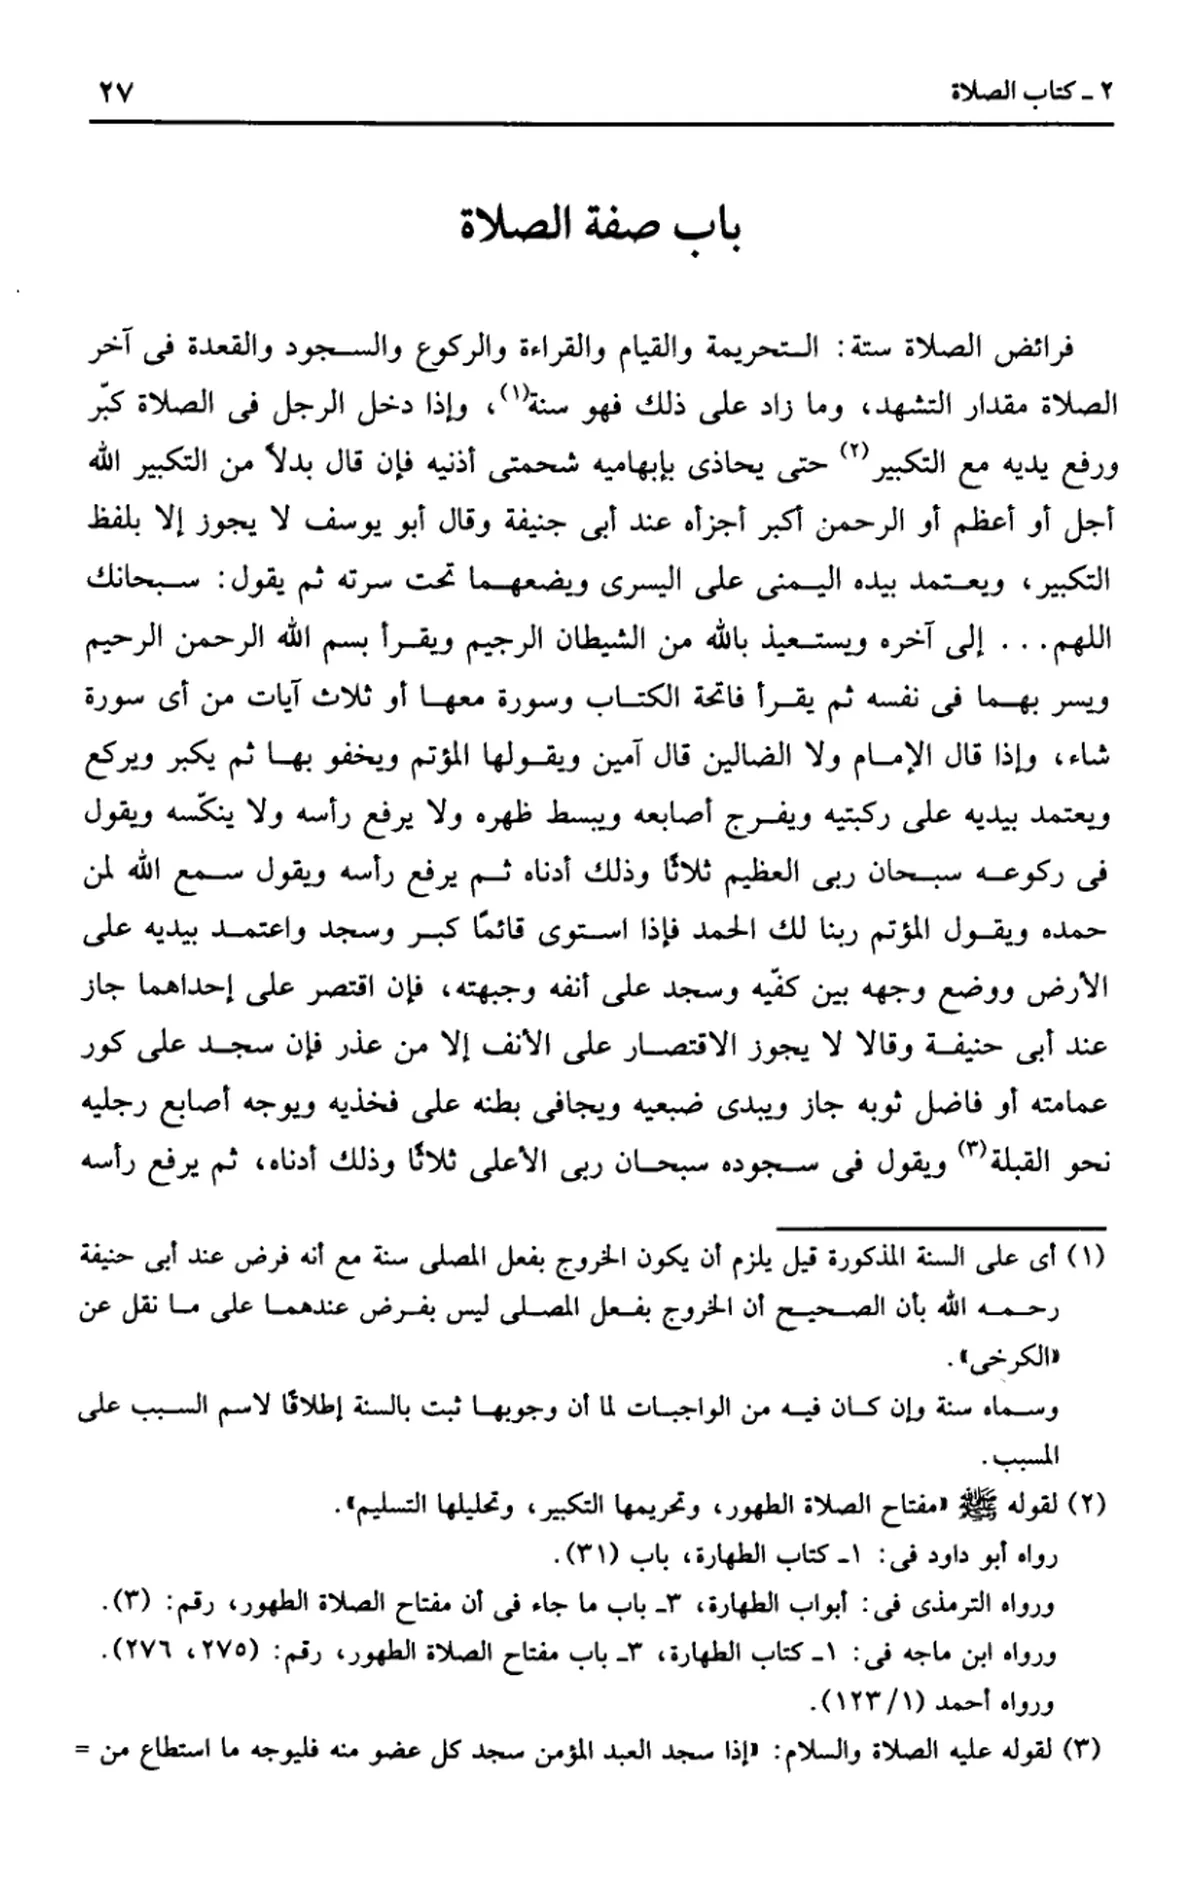 ٢ ـ كتاب الصلاة
٢٧
باب صفة الصلاة
فرائض الصلاة ستة: التحريمة والقيام والقراءة والركوع والسجود والقعدة فى آخر
الصلاة مقدار التشهد، وما زاد على ذلك فهو سنة(١)، وإذا دخل الرجل فى الصلاة كبّر
ورفع يديه مع التكبير(٢) حتى يحاذى بإبهاميه شحمتى أذنيه فإن قال بدلاً من التكبير الله
أجل أو أعظم أو الرحمن أكبر أجزأه عند أبى حنيفة وقال أبو يوسف لا يجوز إلا بلفظ
التكبير، ويعتمد بيده اليمنى على اليسرى ويضعهما تحت سرته ثم يقول: سبحانك
اللهم... إلى آخره ويستعيذ بالله من الشيطان الرجيم ويقرأ بسم الله الرحمن الرحيم
ويسر بهما فى نفسه ثم يقرأ فاتحة الكتاب وسورة معها أو ثلاث آيات من أى سورة
شاء، وإذا قال الإمام ولا الضالين قال آمين ويقولها المؤتم ويخفو بها ثم يكبر ويركع
ويعتمد بيديه على ركبتيه ويفرج أصابعه ويبسط ظهره ولا يرفع رأسه ولا ينكّسه ويقول
فى ركوعه سبحان ربى العظيم ثلاثًا وذلك أدناه ثم يرفع رأسه ويقول سمع الله لمن
حمده ويقول المؤتم ربنا لك الحمد فإذا استوى قائمًا كبر وسجد واعتمد بيديه على
الأرض ووضع وجهه بين كفّيه وسجد على أنفه وجبهته، فإن اقتصر على إحداهما جاز
عند أبى حنيفة وقالا لا يجوز الاقتصار على الأنف إلا من عذر فإن سجد على كور
عمامته أو فاضل ثوبه جاز ويبدى ضبعيه ويجافى بطنه على فخذيه ويوجه أصابع رجليه
نحو القبلة(٣) ويقول فى سجوده سبحان ربى الأعلى ثلاثًا وذلك أدناه، ثم يرفع رأسه
(١) أى على السنة المذكورة قيل يلزم أن يكون الخروج بفعل المصلى سنة مع أنه فرض عند أبى حنيفة
رحمه الله بأن الصحيح أن الخروج بفعل المصلى ليس بفرض عندهما على ما نقل عن
«الكرخى».
وسماه سنة وإن كان فيه من الواجبات لما أن وجوبها ثبت بالسنة إطلاقًا لاسم السبب على
المسبب.
(٢) لقوله ﷺ «مفتاح الصلاة الطهور، وتحريمها التكبير، وتحليلها التسليم».
رواه أبو داود فى: ١ـ كتاب الطهارة، باب (٣١).
ورواه الترمذى فى: أبواب الطهارة، ٣ـ باب ما جاء فى أن مفتاح الصلاة الطهور، رقم: (٣).
ورواه ابن ماجه فى: ١ـ كتاب الطهارة، ٣ـ باب مفتاح الصلاة الطهور، رقم: (٢٧٥، ٢٧٦).
ورواه أحمد (١/ ١٢٣).
(٣) لقوله عليه الصلاة والسلام: «إذا سجد العبد المؤمن سجد كل عضو منه فليوجه ما استطاع من =